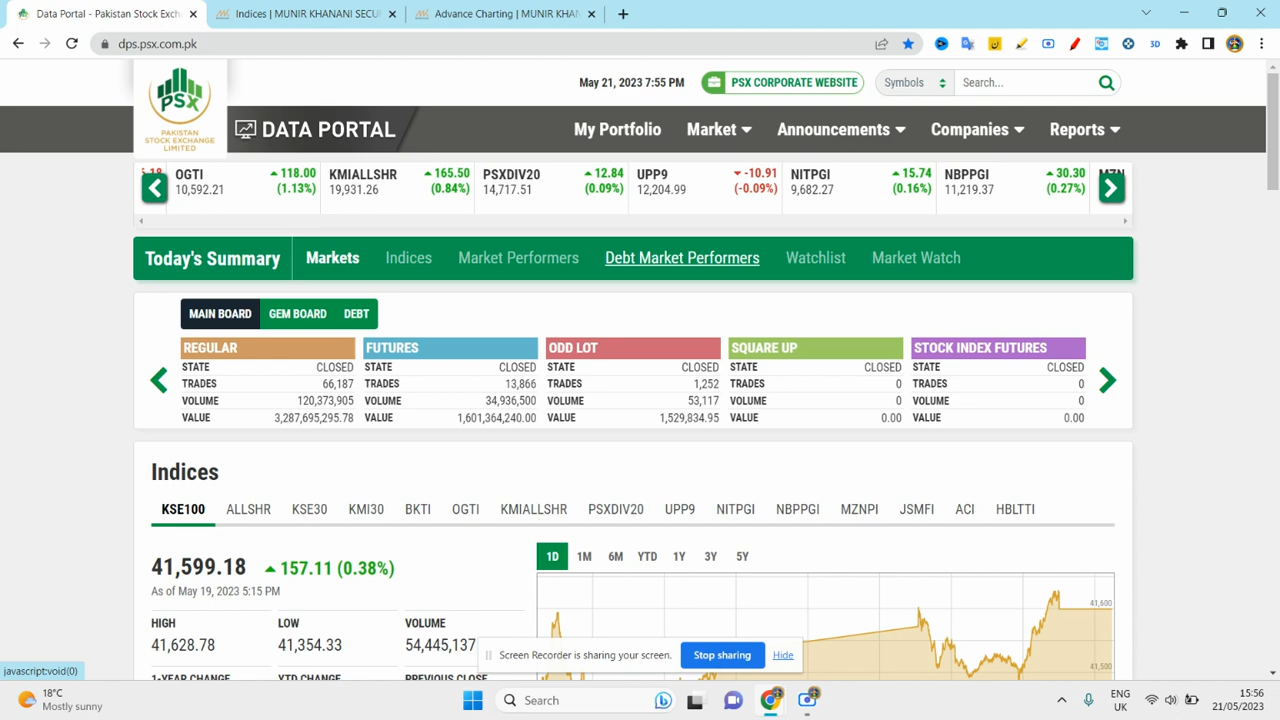 Data Portal - Pakistan Stock Exch
Indices | MUNIR KHANANI SECU
Advance Charting | MUNIR KHAN
dps.psx.com.pk
3D
PSX
PAKISTAN
STOCK EXCHANGE
LIMITED
May 21, 2023 7:55 PM
PSX CORPORATE WEBSITE
Symbols
Search...
DATA PORTAL
My Portfolio
Market
Announcements
Companies
Reports
OGTI 118.00
10,592.21 (1.13%)
KMIALLSHR 165.50
19,931.26 (0.84%)
PSXDIV20 12.84
14,717.51 (0.09%)
UPP9 -10.91
12,204.99 (-0.09%)
NITPGI 15.74
9,682.27 (0.16%)
NBPPGI 30.30
11,219.37 (0.27%)
Today's Summary
Markets
Indices
Market Performers
Debt Market Performers
Watchlist
Market Watch
MAIN BOARD GEM BOARD DEBT
REGULAR
STATE CLOSED
TRADES 66,187
VOLUME 120,373,905
VALUE 3,287,695,295.78
FUTURES
STATE CLOSED
TRADES 13,866
VOLUME 34,936,500
VALUE 1,601,364,240.00
ODD LOT
STATE CLOSED
TRADES 1,252
VOLUME 53,117
VALUE 1,529,834.95
SQUARE UP
STATE CLOSED
TRADES 0
VOLUME 0
VALUE 0.00
STOCK INDEX FUTURES
STATE CLOSED
TRADES 0
VOLUME 0
VALUE 0.00
Indices
KSE100 ALLSHR KSE30 KMI30 BKTI OGTI KMIALLSHR PSXDIV20 UPP9 NITPGI NBPPGI MZNPI JSMFI ACI HBLTTI
41,599.18 157.11 (0.38%)
As of May 19, 2023 5:15 PM
HIGH LOW VOLUME
41,628.78 41,354.33 54,445,137
1-YEAR CHANGE YTD CHANGE PREVIOUS CLOSE
1D 1M 6M YTD 1Y 3Y 5Y
41,600
41,500
Screen Recorder is sharing your screen.
Stop sharing
Hide
javascript:void(0)
18°C
Mostly sunny
Search
ENG
UK
15:56
21/05/2023